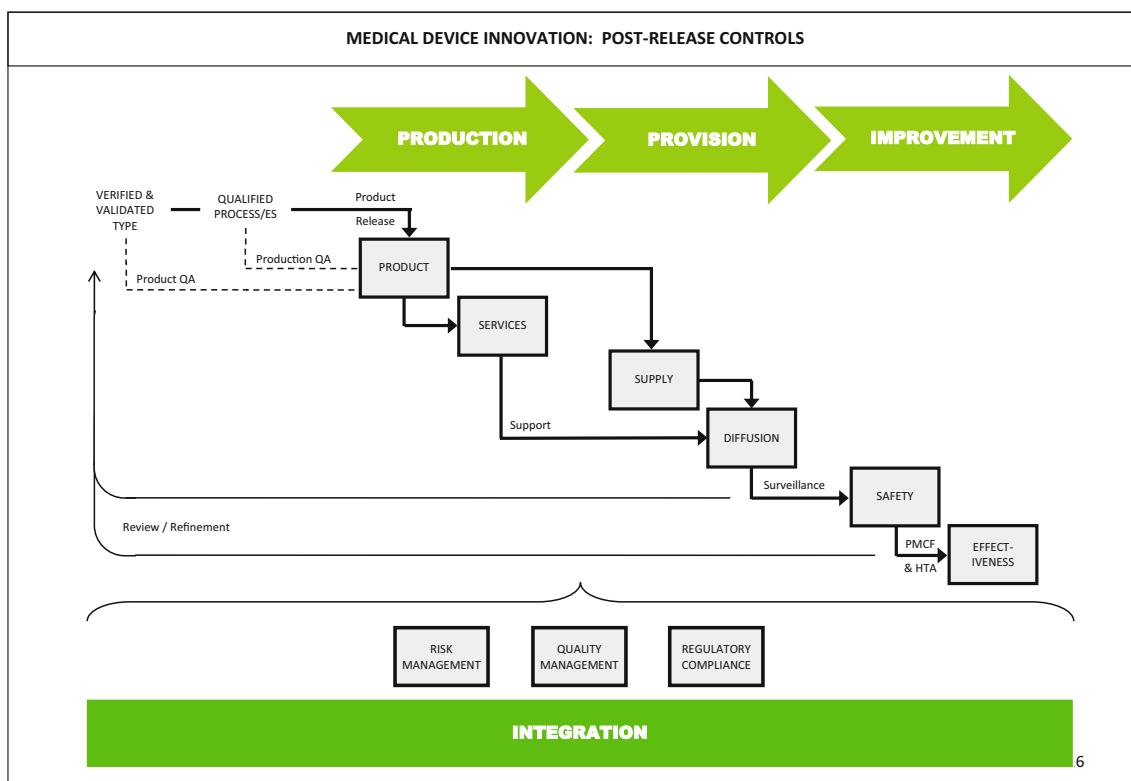 MEDICAL DEVICE INNOVATION: POST-RELEASE CONTROLS
PRODUCTION
PROVISION
IMPROVEMENT
VERIFIED &
VALIDATED
TYPE
QUALIFIED
PROCESS/ES
Product
Release
Production QA
Product QA
PRODUCT
SERVICES
SUPPLY
Support
DIFFUSION
Surveillance
SAFETY
Review / Refinement
PMCF
& HTA
EFFECT-
IVENESS
RISK
MANAGEMENT
QUALITY
MANAGEMENT
REGULATORY
COMPLIANCE
INTEGRATION
6